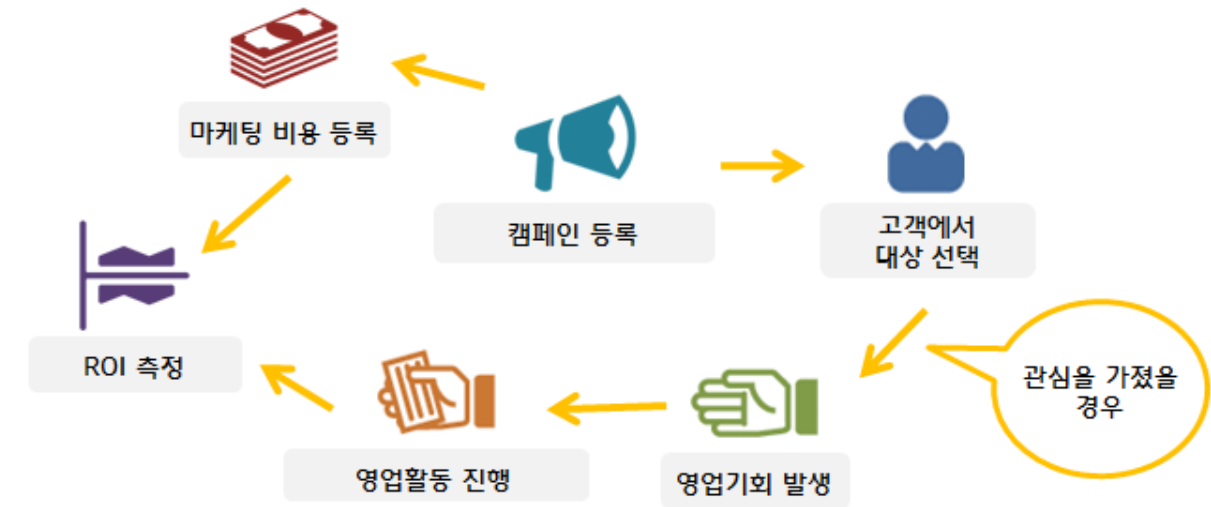 마케팅 비용 등록
캠페인 등록
고객에서
대상 선택
ROI 측정
관심을 가졌을
경우
영업활동 진행
영업기회 발생